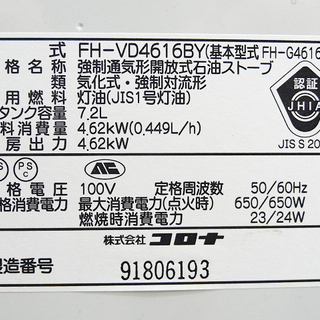 式 FH-VD4616BY(基本型式FH-G4616
格名称 強制通気形開放式石油ストーブ
気化式・強制対流形
用燃料 灯油(JIS1号灯油)
タンク容量 7.2L
料消費量 4.62kW(0.449L/h)
出力 4.62kW
認証
JHIA
JIS S 20
PS
C
格電圧 100V 定格周波数 50/60Hz
格消費電力 最大消費電力(点火時) 650/650W
燃焼時消費電力 23/24W
株式会社 コロナ
製造番号 91806193